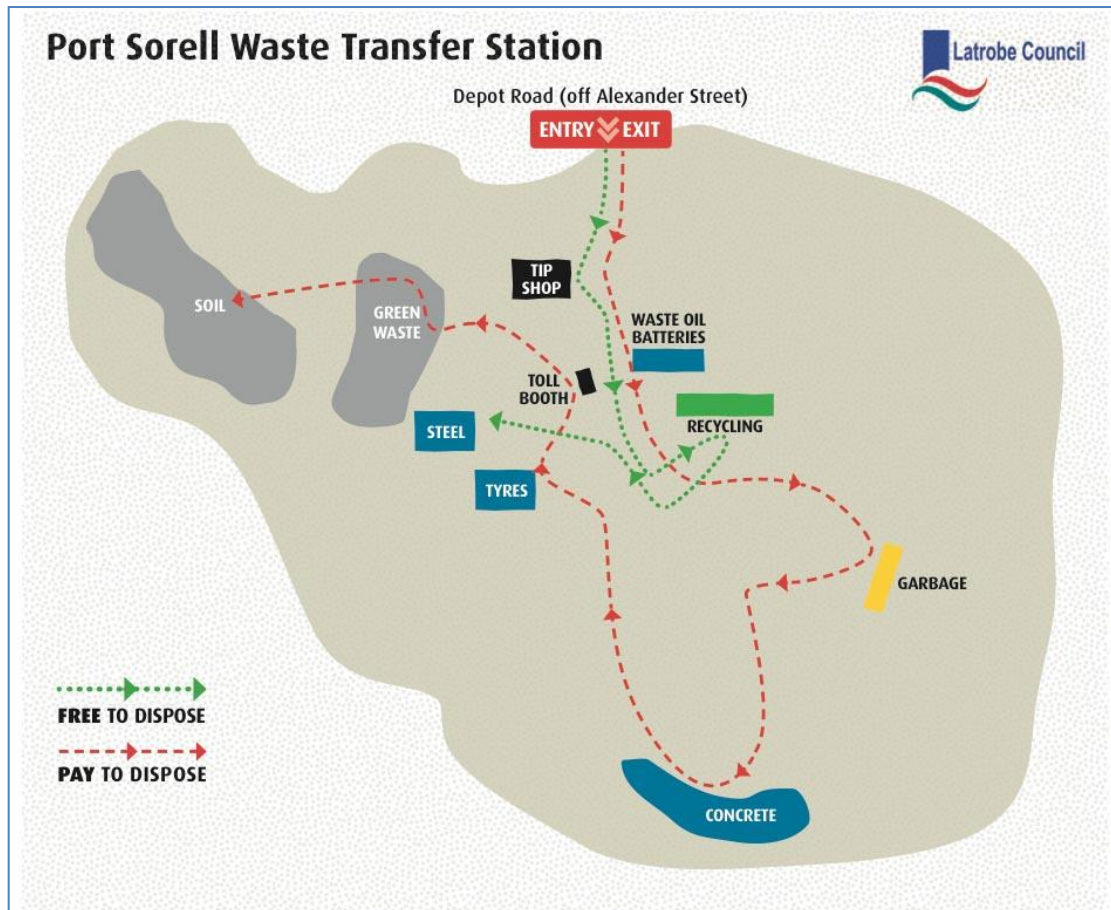 Port Sorell Waste Transfer Station
Latrobe Council
Depot Road (off Alexander Street)
ENTRY EXIT
TIP
SHOP
SOIL
GREEN
WASTE
WASTE OIL
BATTERIES
TOLL
BOOTH
RECYCLING
STEEL
TYRES
GARBAGE
FREE TO DISPOSE
PAY TO DISPOSE
CONCRETE